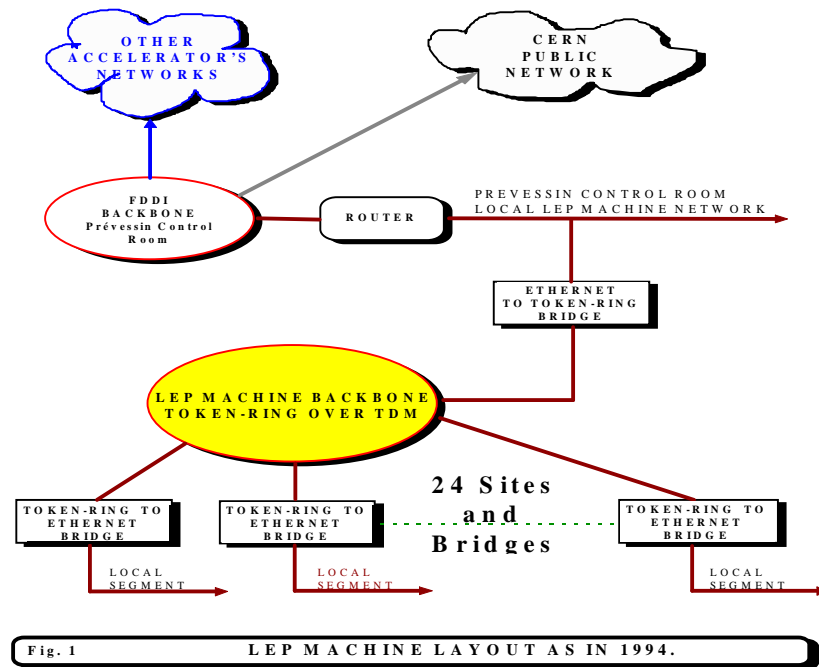 OTHER
ACCELERATOR'S
NETWORKS
CERN
PUBLIC
NETWORK
FDDI
BACKBONE
Prévessin Control
Room
ROUTER
PREVESSIN CONTROL ROOM
LOCAL LEP MACHINE NETWORK
ETHERNET
TO TOKEN-RING
BRIDGE
LEP MACHINE BACKBONE
TOKEN-RING OVER TDM
24 Sites
and
Bridges
TOKEN-RING TO
ETHERNET
BRIDGE
TOKEN-RING TO
ETHERNET
BRIDGE
TOKEN-RING TO
ETHERNET
BRIDGE
LOCAL
SEGMENT
LOCAL
SEGMENT
LOCAL
SEGMENT
Fig. 1 LEP MACHINE LAYOUT AS IN 1994.